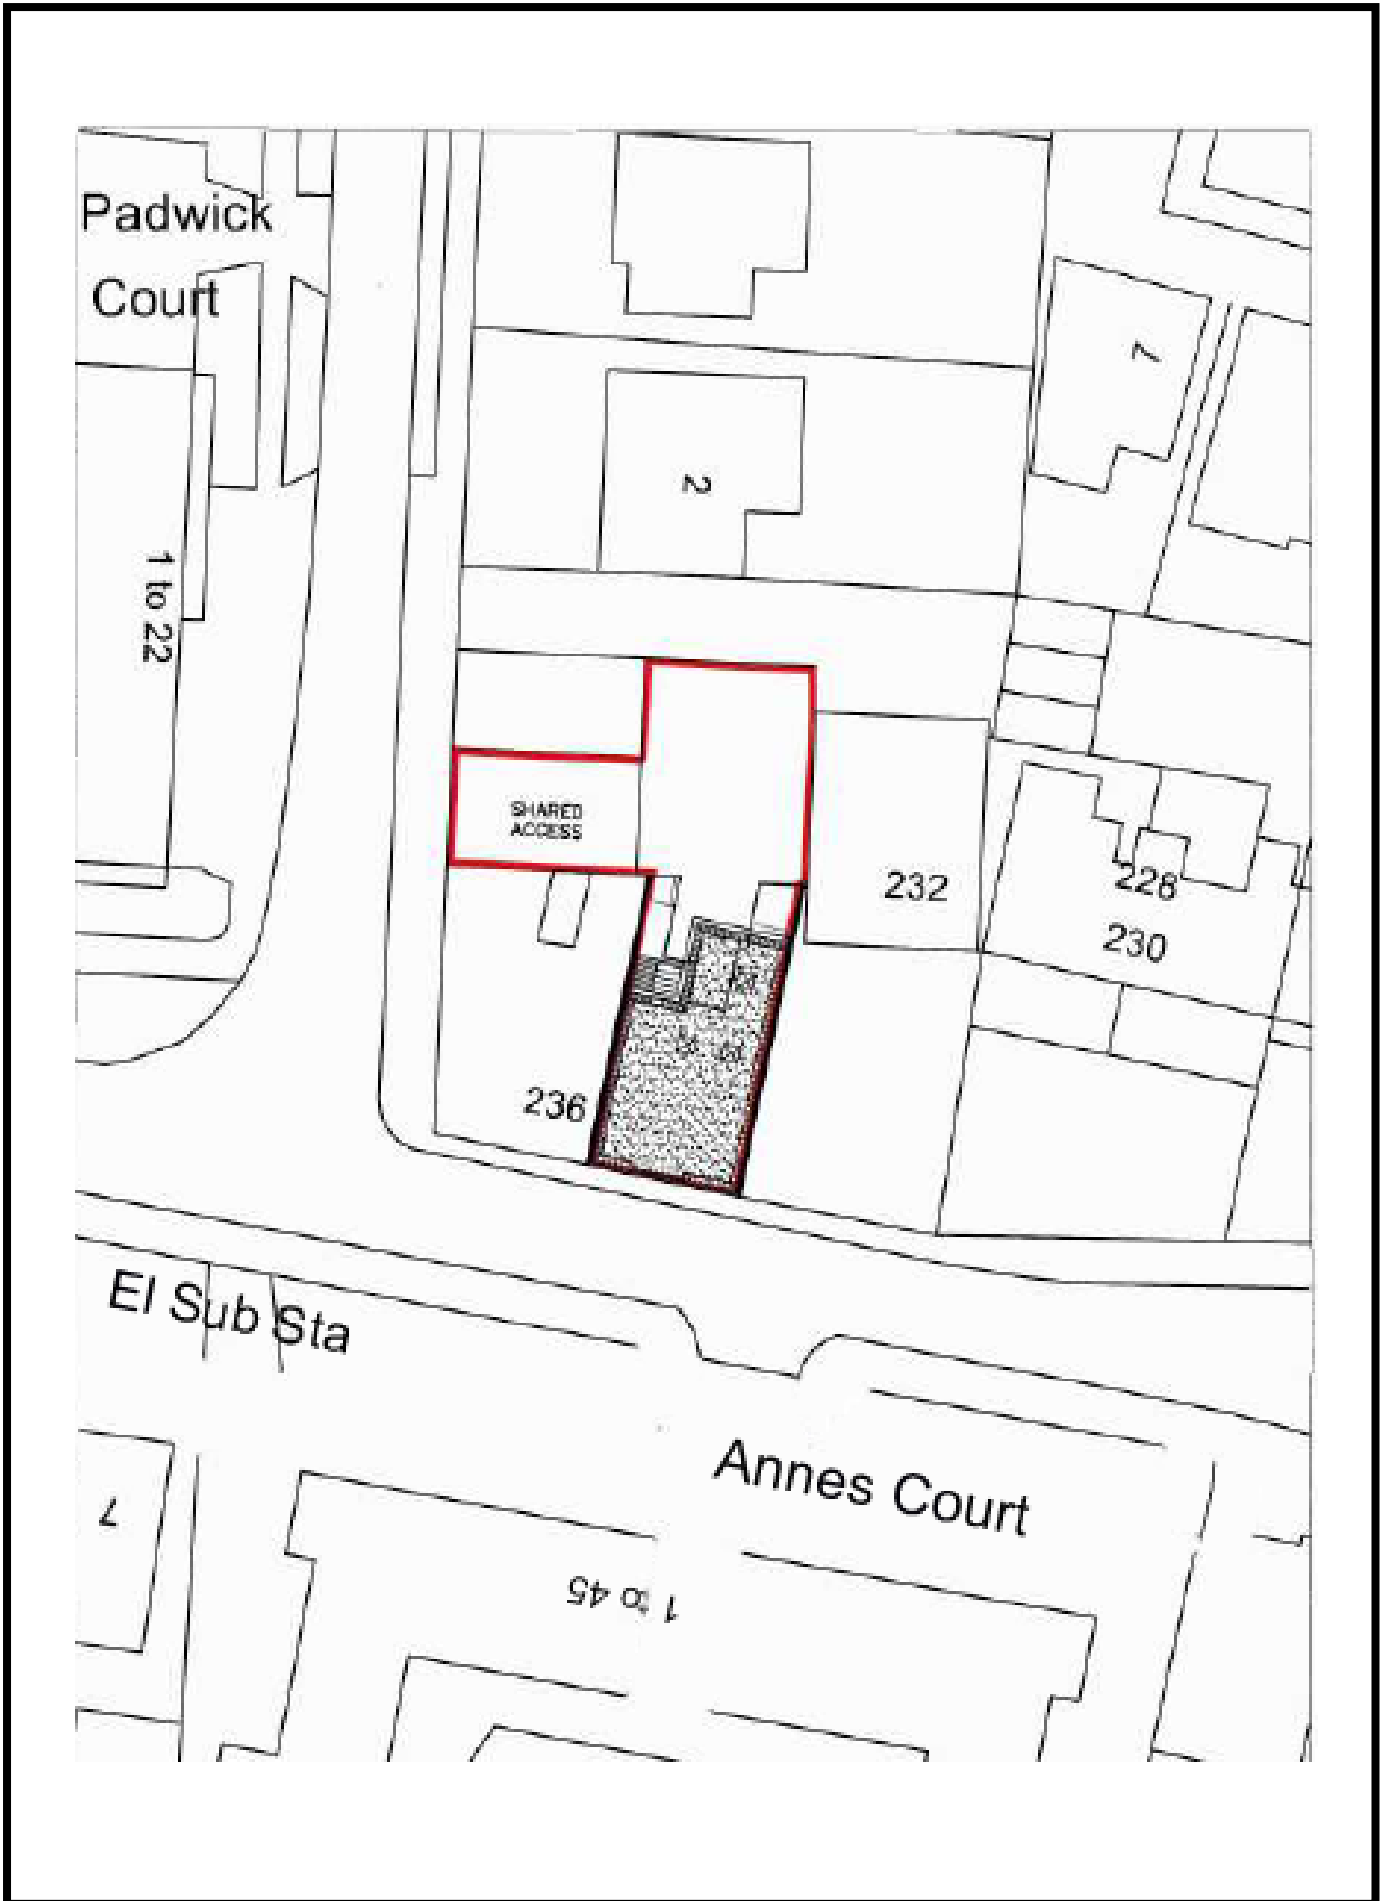 Padwick
Court
2
1 to 22
SHARED
ACCESS
232
228
230
236
El Sub Sta
Annes Court
7
1 to 45